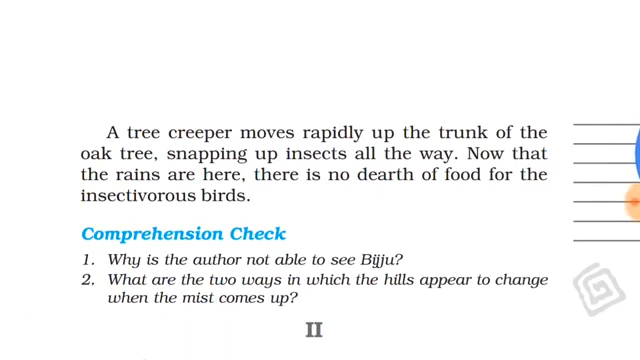 A tree creeper moves rapidly up the trunk of the
oak tree, snapping up insects all the way. Now that
the rains are here, there is no dearth of food for the
insectivorous birds.
Comprehension Check
1. Why is the author not able to see Bijju?
2. What are the two ways in which the hills appear to change
when the mist comes up?
II